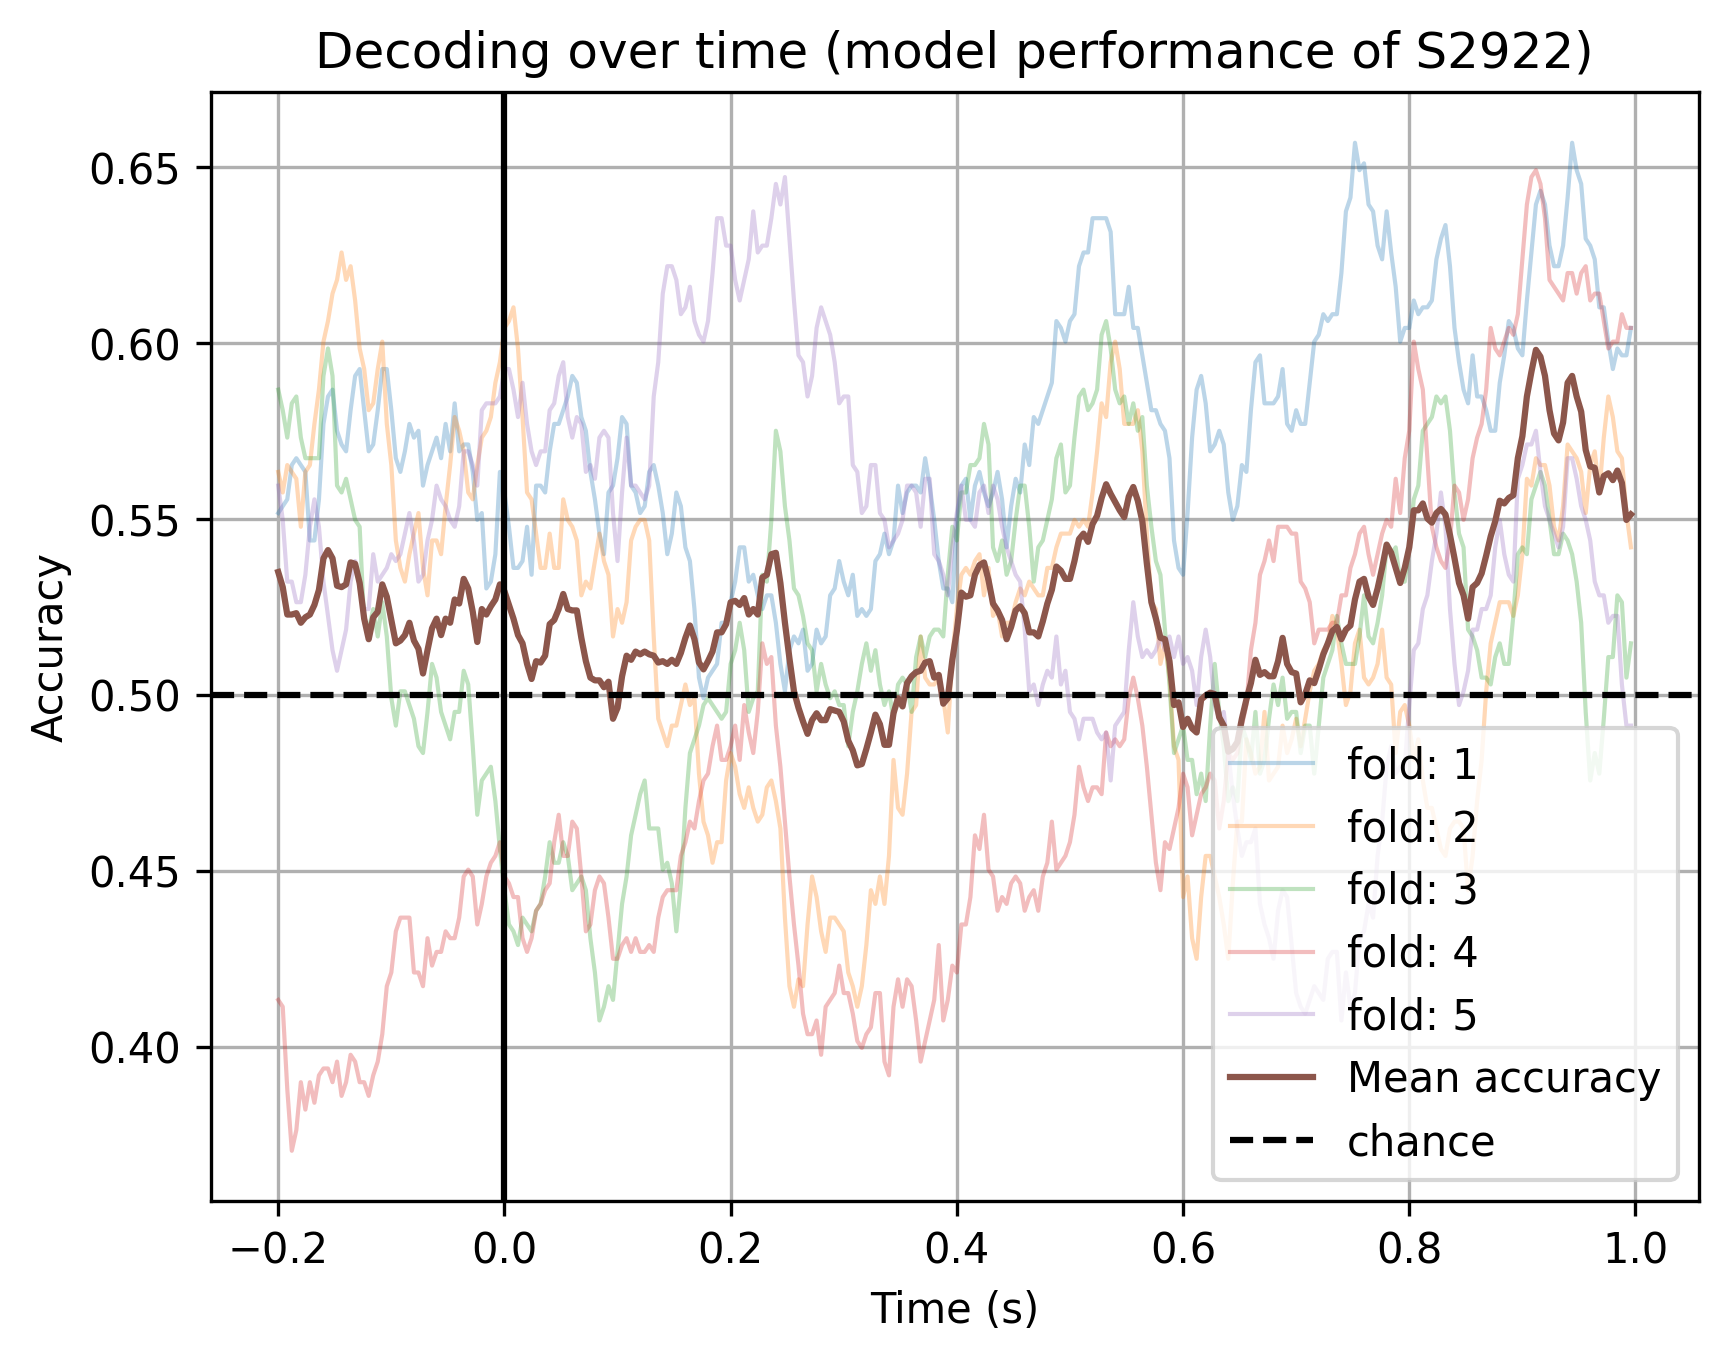 Decoding over time (model performance of S2922)
Accuracy
0.65
0.60
0.55
0.50
0.45
0.40
−0.2
0.0
0.2
0.4
0.6
0.8
1.0
Time (s)
fold: 1
fold: 2
fold: 3
fold: 4
fold: 5
Mean accuracy
chance